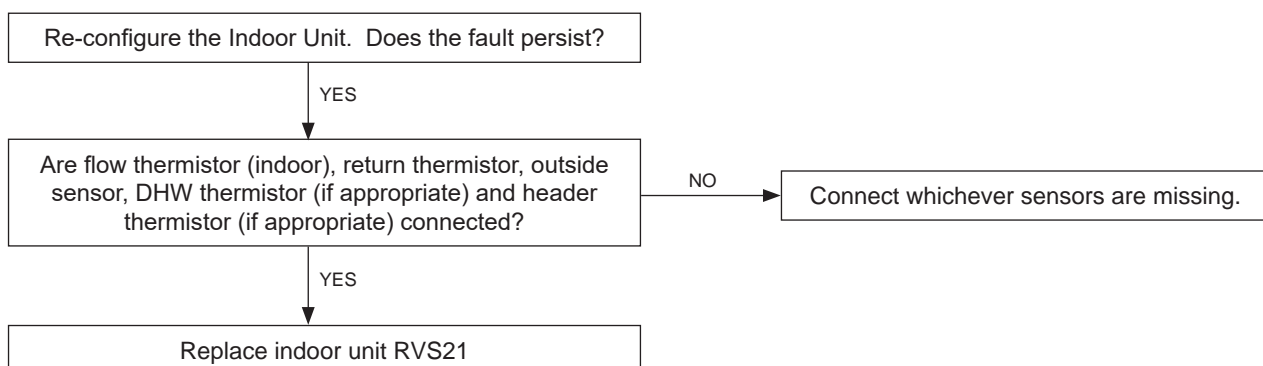 Re-configure the Indoor Unit.  Does the fault persist?
YES
Are flow thermistor (indoor), return thermistor, outside
sensor, DHW thermistor (if appropriate) and header
thermistor (if appropriate) connected?
NO
Connect whichever sensors are missing.
YES
Replace indoor unit RVS21